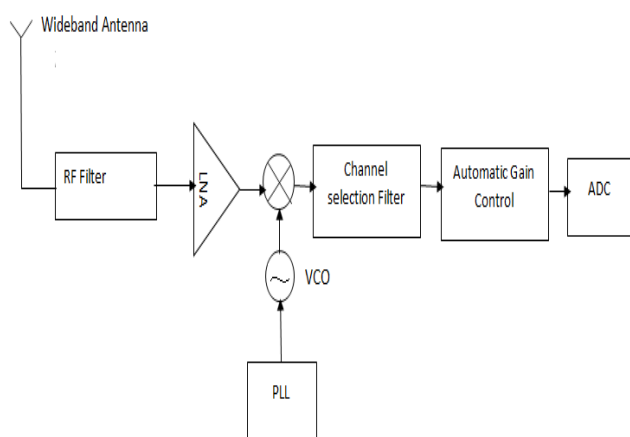 Wideband Antenna
RF Filter
LNA
Channel
selection Filter
Automatic Gain
Control
ADC
VCO
PLL